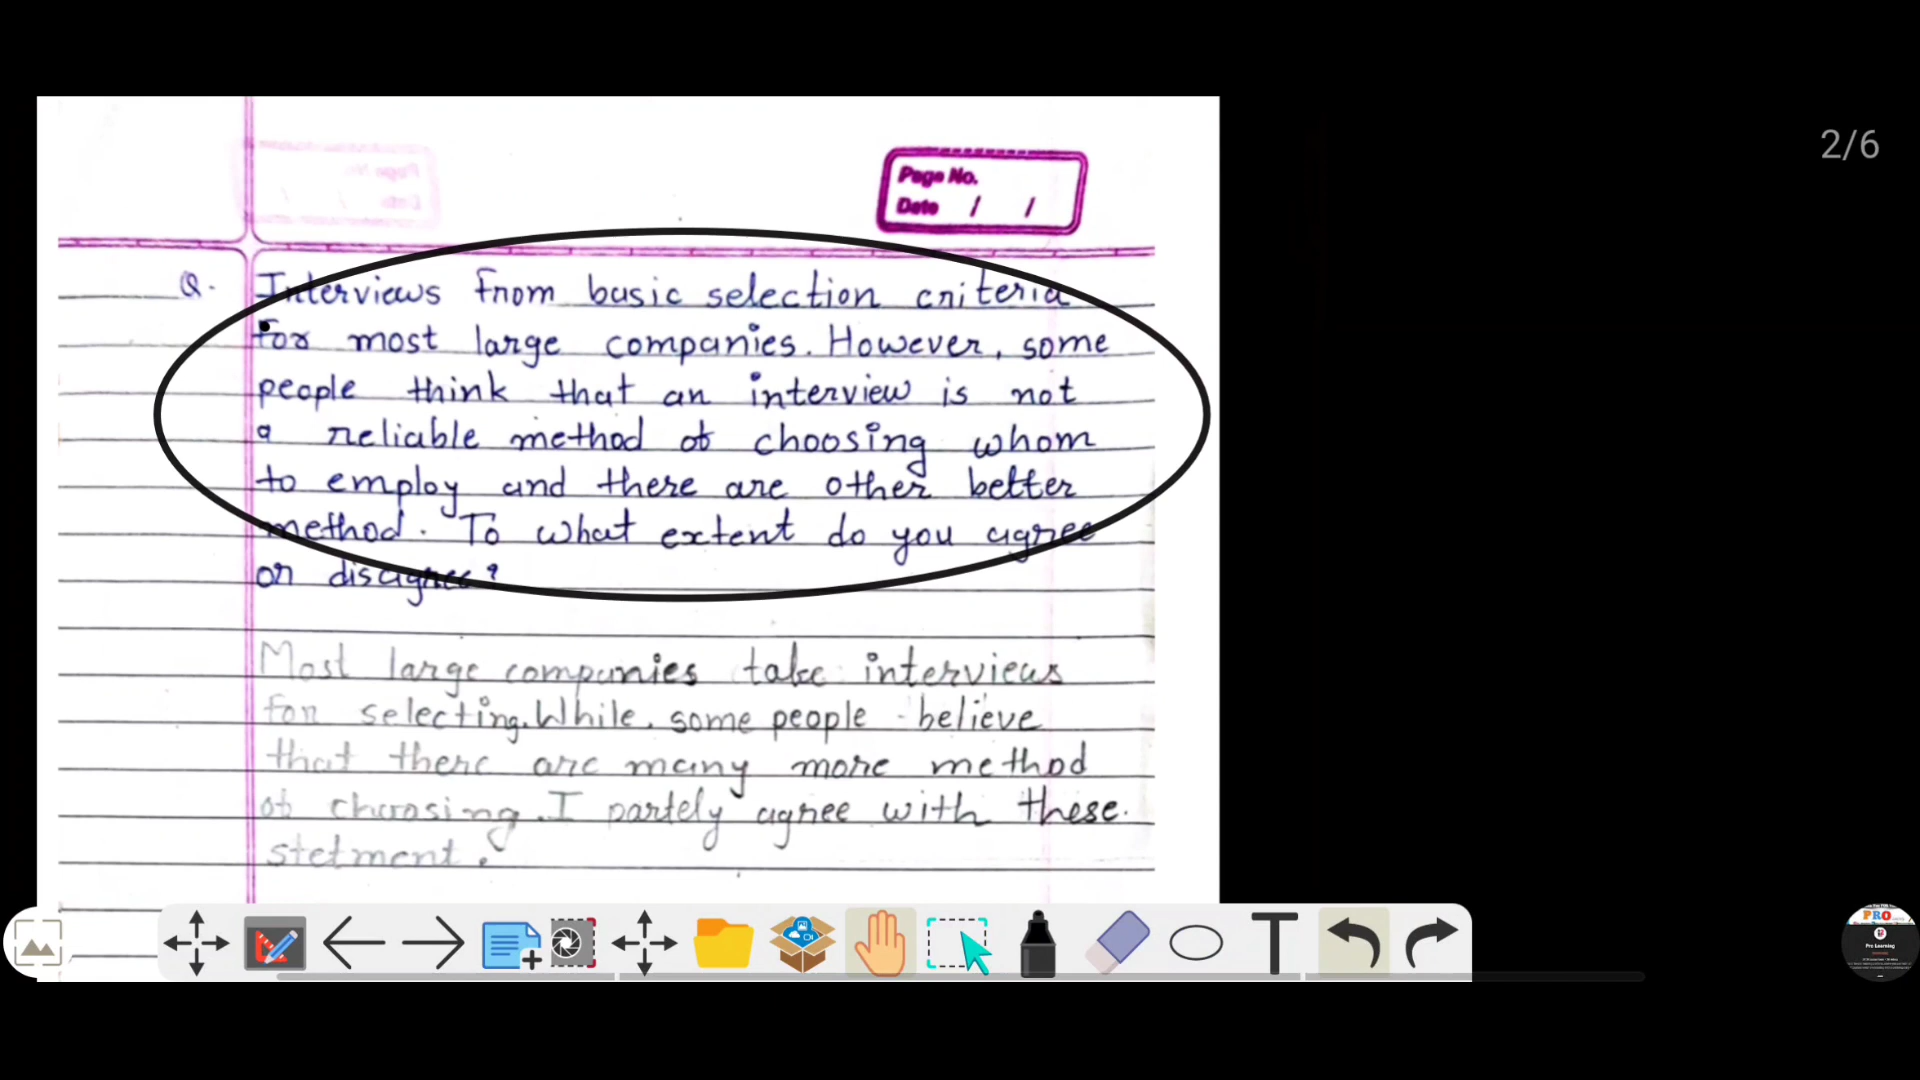 2/6
Page No.
Date / /
Q. Interviews from basic selection criteria
for most large companies. However, some
people think that an interview is not
a reliable method of choosing whom
to employ and there are other better
method. To what extent do you agree
or disagree?
Most large companies take interviews
for selecting. While, some people believe
that there are many more method
of choosing. I partely agree with these
stetment.
T
PRO
Pro Learning